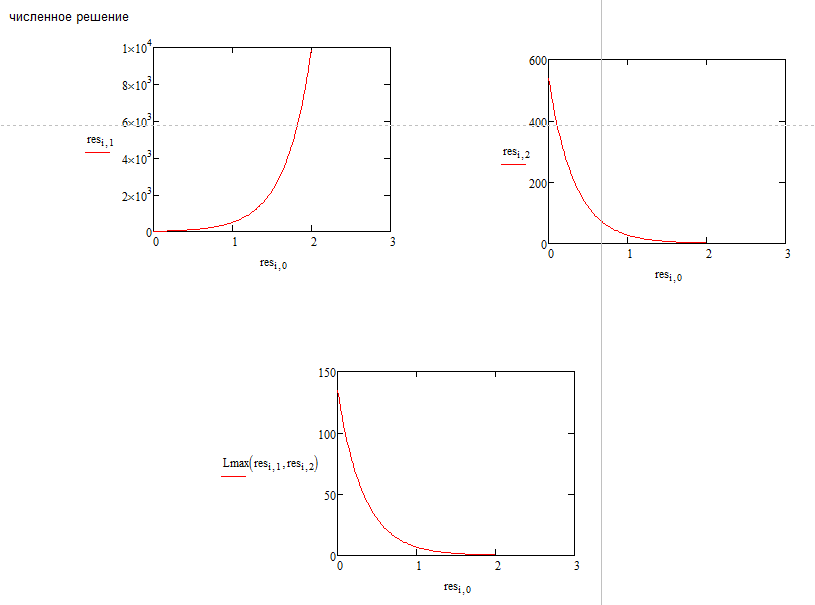 численное решение
1×10⁴
8×10³
6×10³
4×10³
2×10³
0
res i,1
0 1 2 3
res i,0
600
400
200
0
res i,2
0 1 2 3
res i,0
150
100
50
0
Lmax(res i,1,res i,2)
0 1 2 3
res i,0